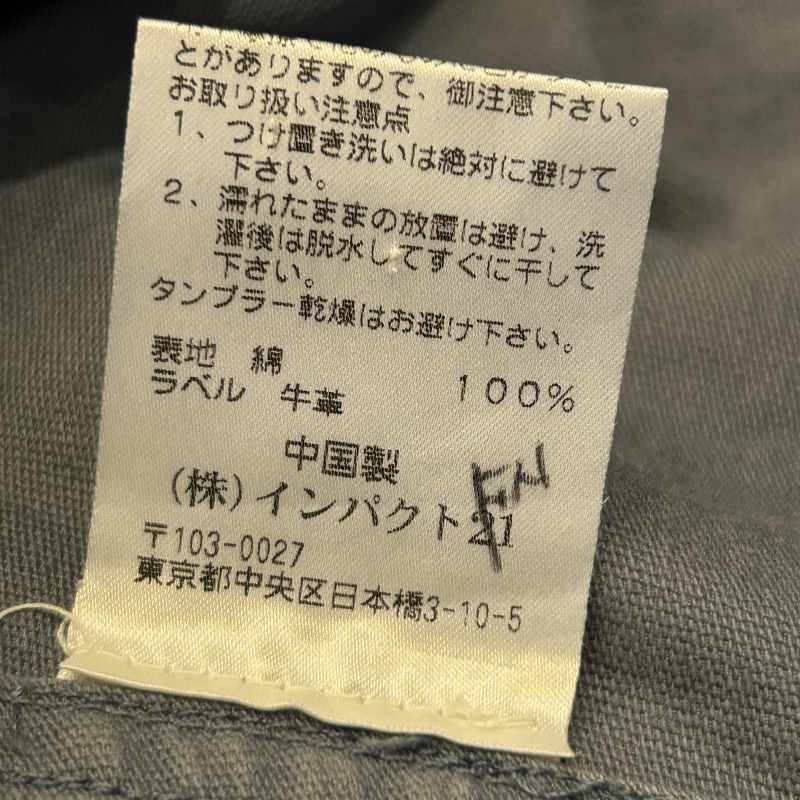 とがありますので、御注意下さい。
お取り扱い注意点
1、つけ置き洗いは絶対に避けて
下さい。
2、濡れたままの放置は避け、洗
濯後は脱水してすぐに干して
下さい。
タンブラー乾燥はお避け下さい。
表地 綿 100%
ラベル 牛革
中国製
(株)インパクト21
〒103-0027
東京都中央区日本橋3-10-5